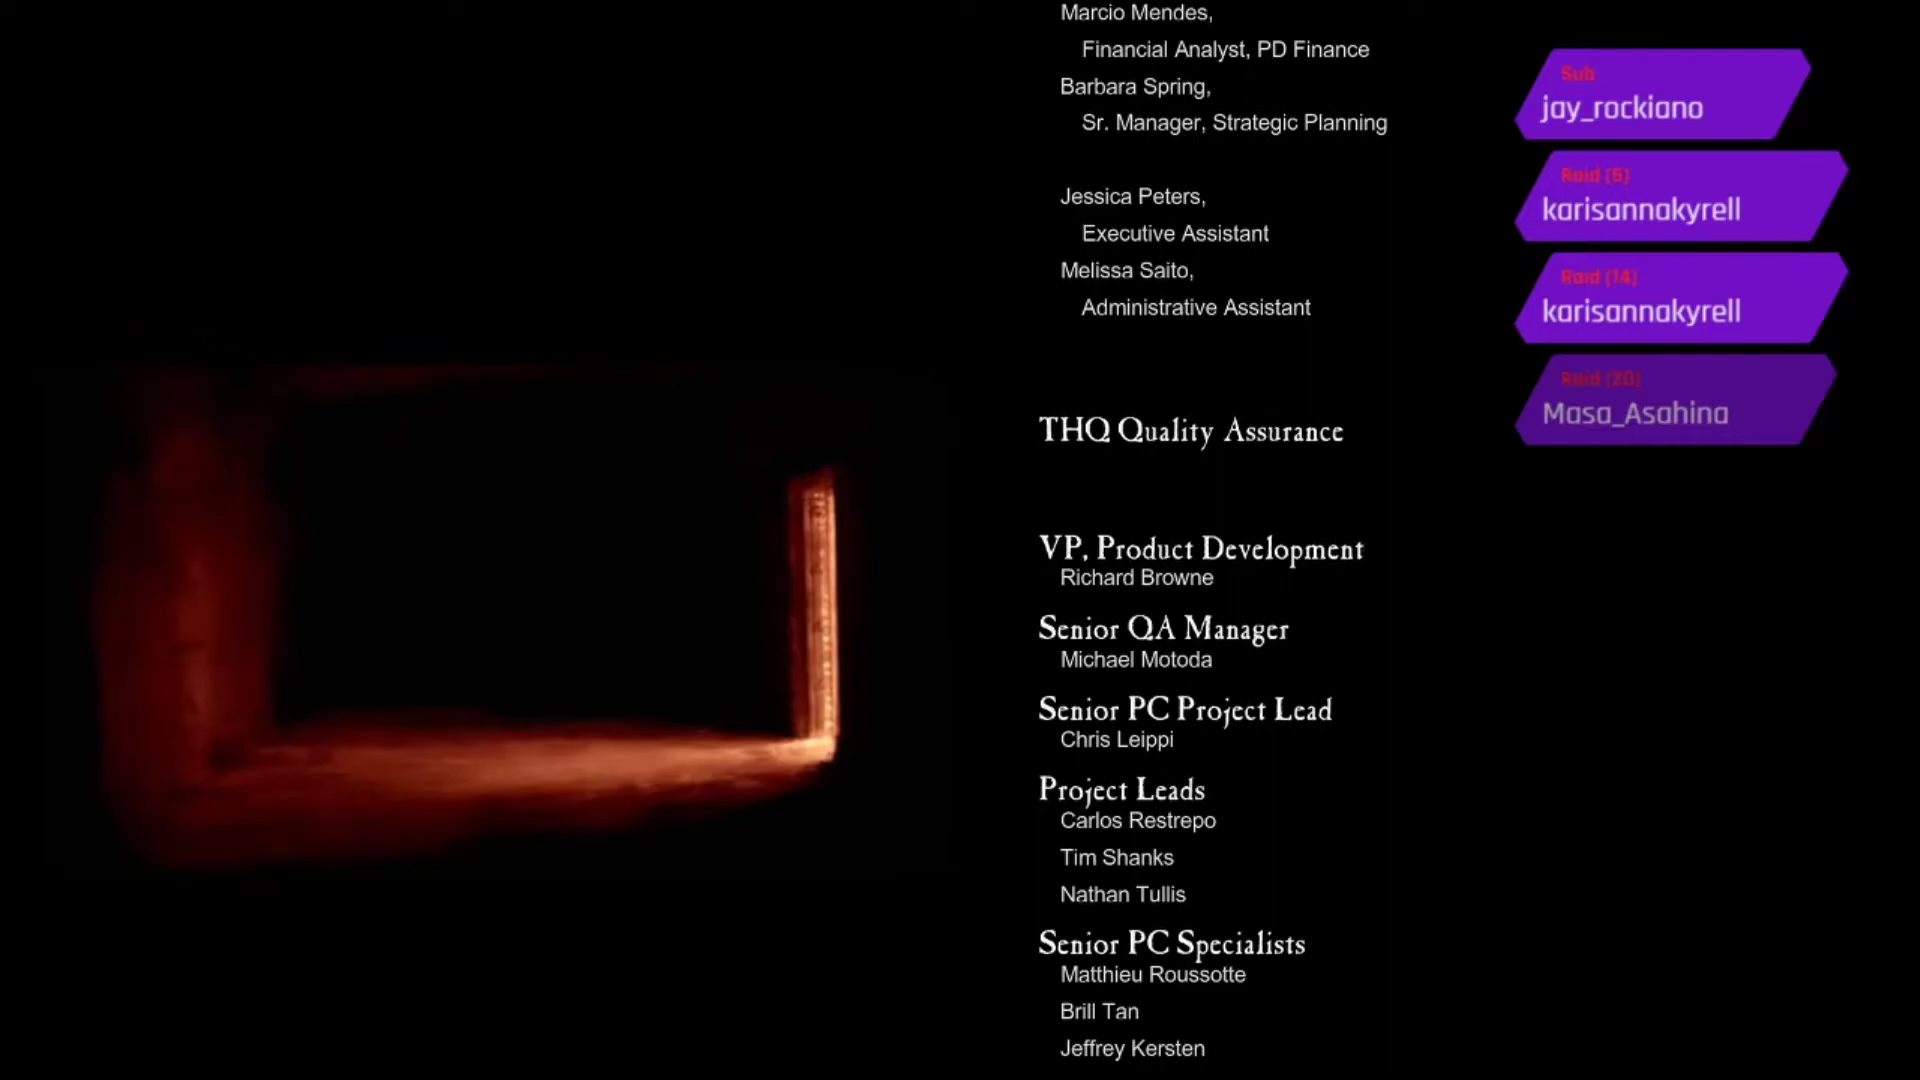 Marcio Mendes,
Financial Analyst, PD Finance
Barbara Spring,
Sr. Manager, Strategic Planning
Jessica Peters,
Executive Assistant
Melissa Saito,
Administrative Assistant
THQ Quality Assurance
VP, Product Development
Richard Browne
Senior QA Manager
Michael Motoda
Senior PC Project Lead
Chris Leippi
Project Leads
Carlos Restrepo
Tim Shanks
Nathan Tullis
Senior PC Specialists
Matthieu Roussotte
Brill Tan
Jeffrey Kersten
Sub
jay_rockiano
Raid (6)
karisannakyrell
Raid (14)
karisannakyrell
Raid (20)
Masa_Asahina